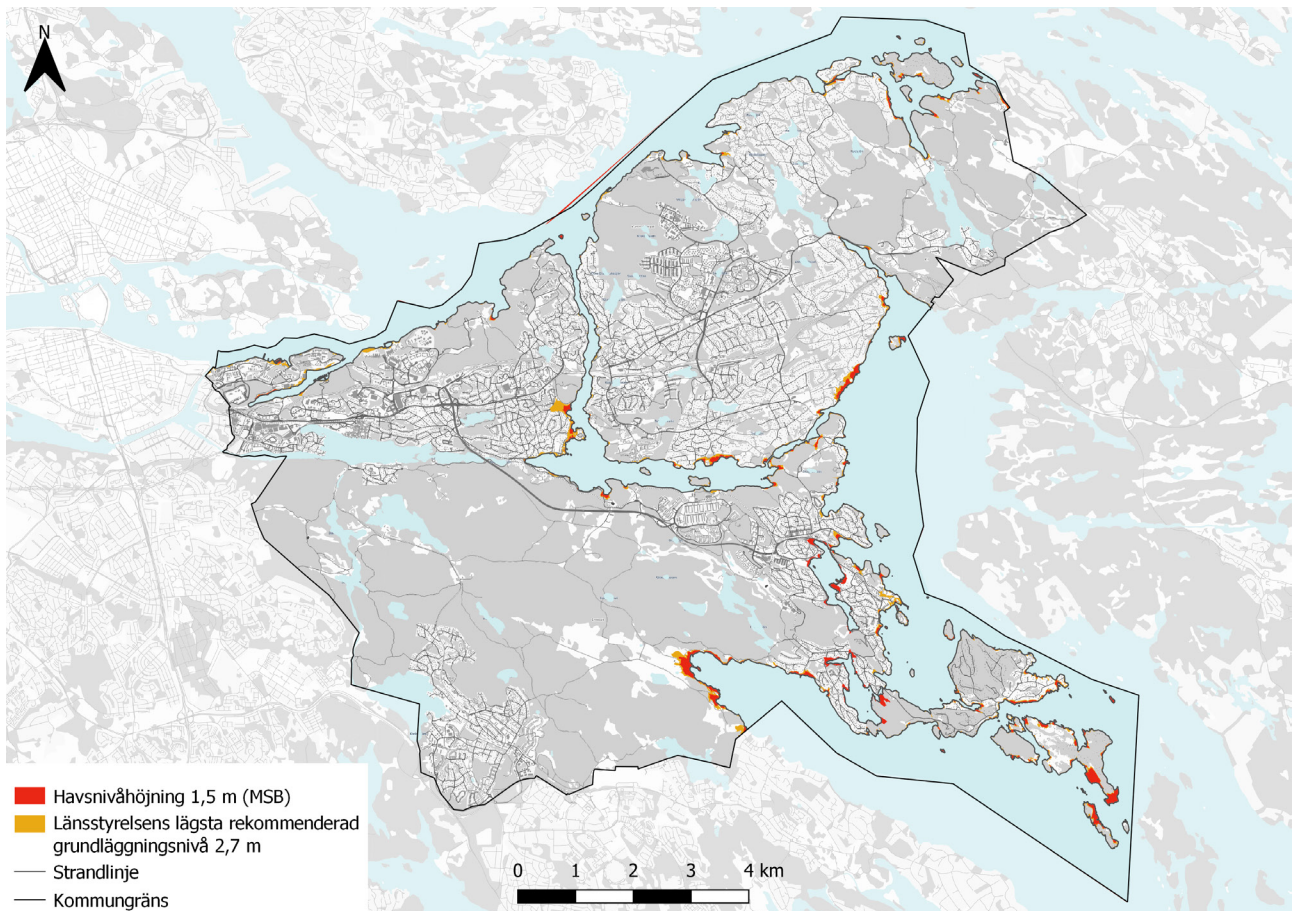 N
Havsnivåhöjning 1,5 m (MSB)
Länsstyrelsens lägsta rekommenderad
grundläggningsnivå 2,7 m
Strandlinje
Kommungräns
0 1 2 3 4 km